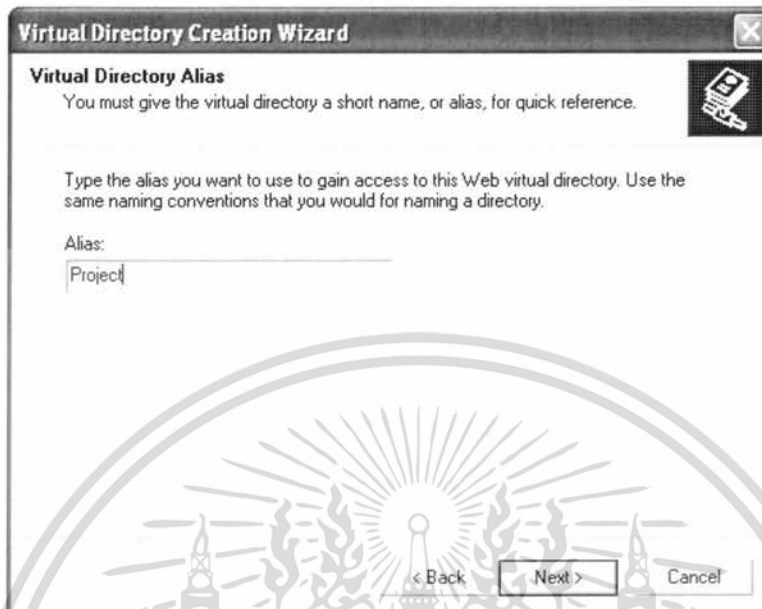 Virtual Directory Creation Wizard
Virtual Directory Alias
You must give the virtual directory a short name, or alias, for quick reference.
Type the alias you want to use to gain access to this Web virtual directory. Use the
same naming conventions that you would for naming a directory.
Alias:
Project
< Back Next > Cancel